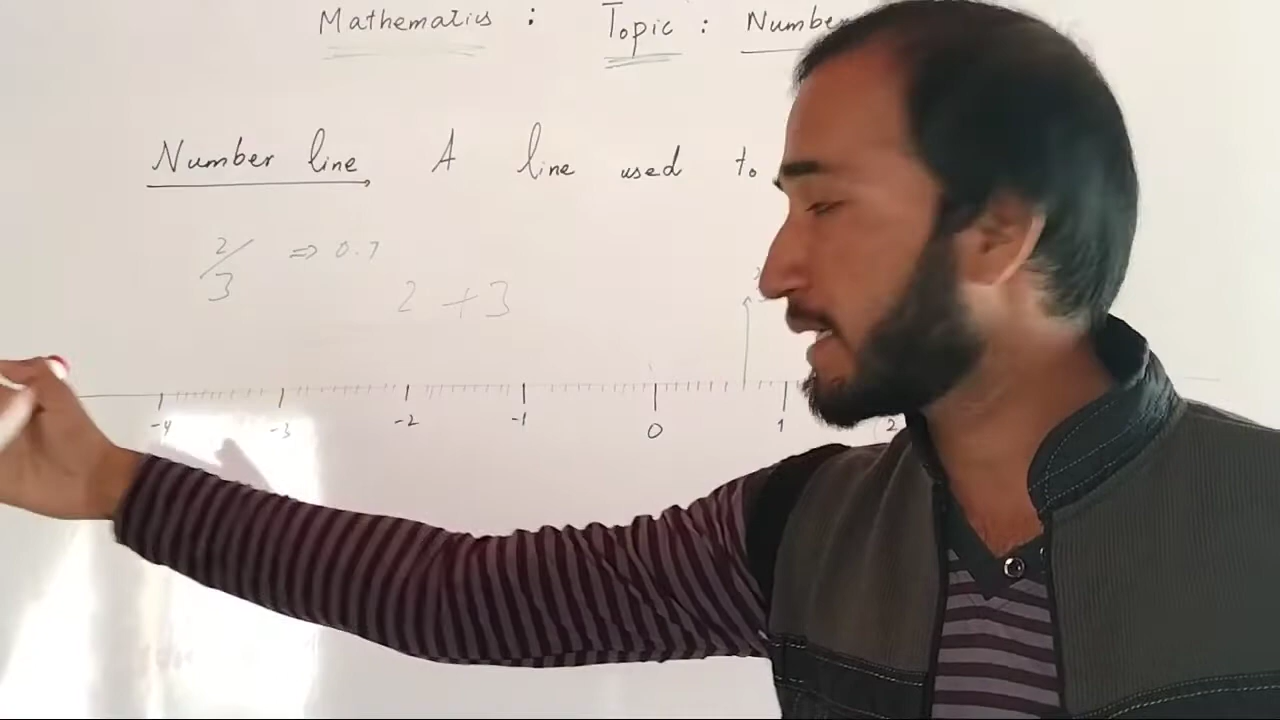 Mathematics : Topic : Number
Number line A line used to
2/3 ⇒ 0.7
2 + 3
-4 -3 -2 -1 0 1 2